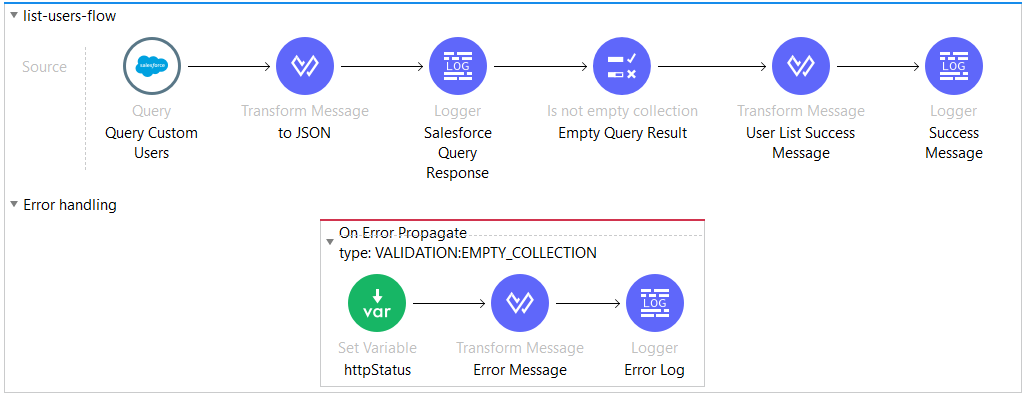 list-users-flow
Source
salesforce
LOG
LOG
Query
Transform Message
Logger
Is not empty collection
Transform Message
Logger
Query Custom
Users
to JSON
Salesforce
Query
Response
Empty Query Result
User List Success
Message
Success
Message
Error handling
On Error Propagate
type: VALIDATION:EMPTY_COLLECTION
var
LOG
Set Variable
Transform Message
Logger
httpStatus
Error Message
Error Log